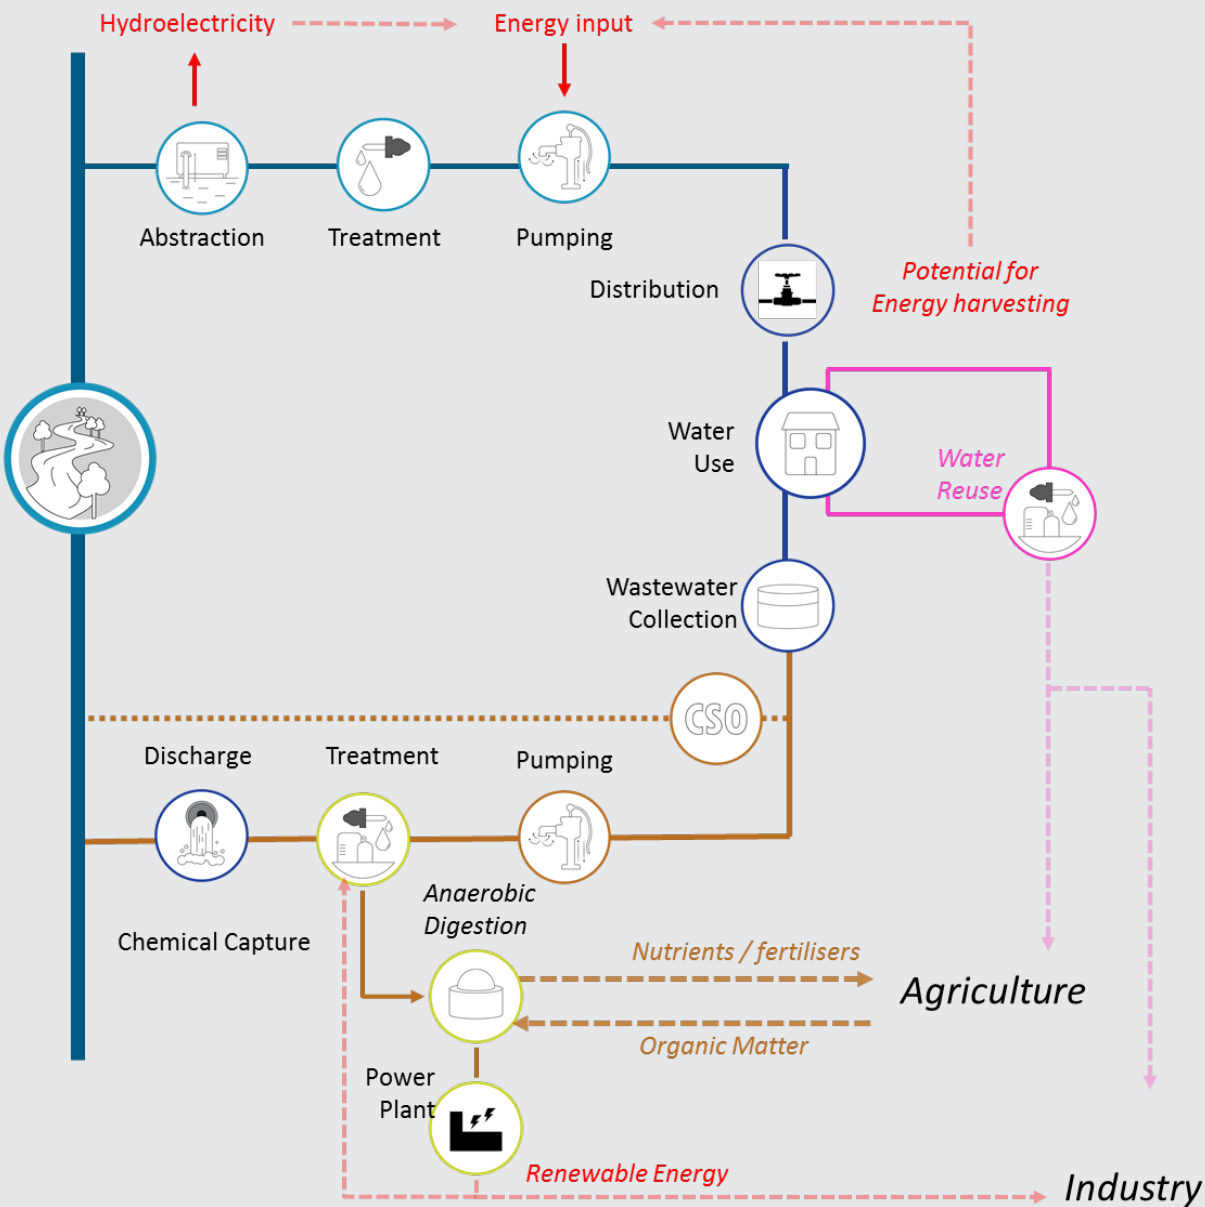 Hydroelectricity
Energy input
Abstraction
Treatment
Pumping
Distribution
Potential for
Energy harvesting
Water
Use
Water
Reuse
Wastewater
Collection
CSO
Discharge
Treatment
Pumping
Anaerobic
Digestion
Chemical Capture
Nutrients / fertilisers
Agriculture
Organic Matter
Power
Plant
Renewable Energy
Industry